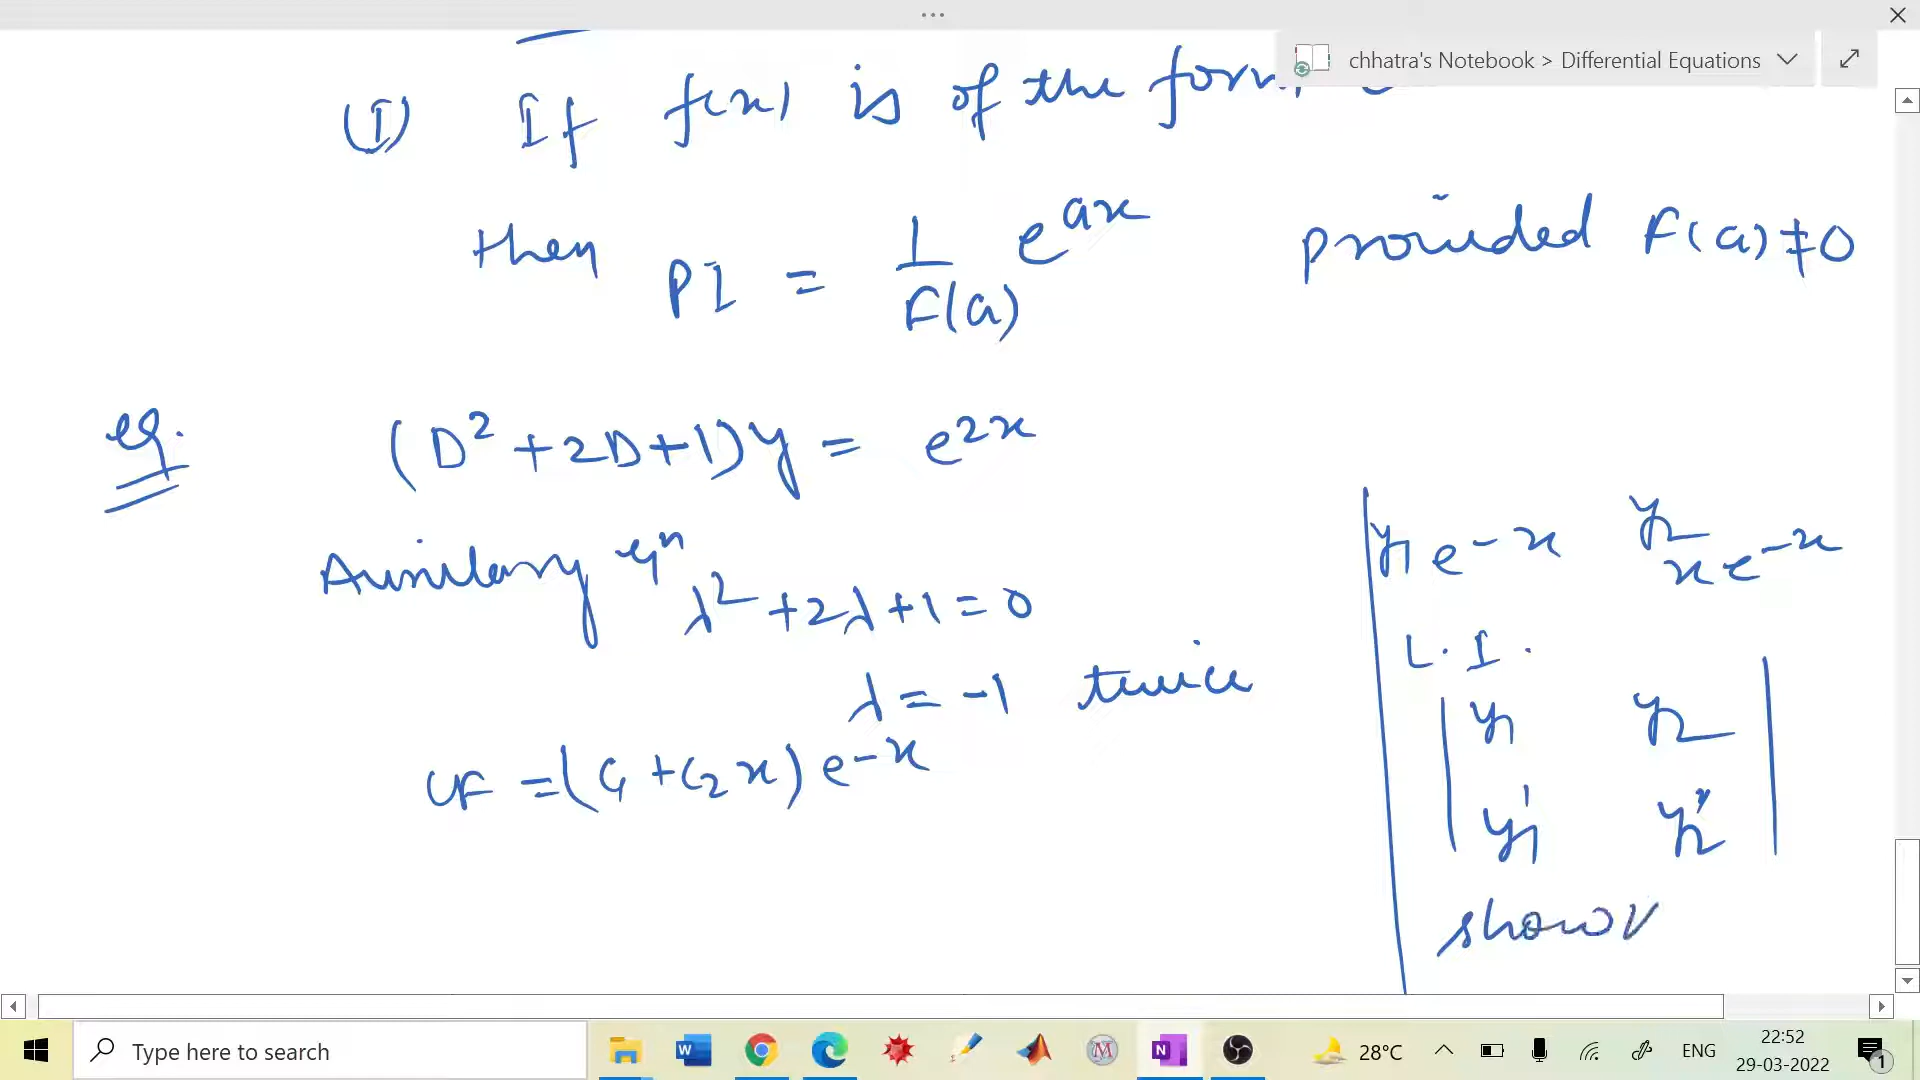 chhatra's Notebook > Differential Equations
(I) If f(x) is of the form
then PI = 1/F(a) e^ax provided F(a) ≠ 0
eg. (D² + 2D + 1)y = e^2x
Auxilary eqⁿ
λ² + 2λ + 1 = 0
λ = -1 twice
CF = (C₁ + C₂x) e^-x
y₁ e^-x y₂ x e^-x
L.I.
| y₁ y₂ |
| y₁' y₂' |
show
Type here to search
28°C
ENG
22:52
29-03-2022
1